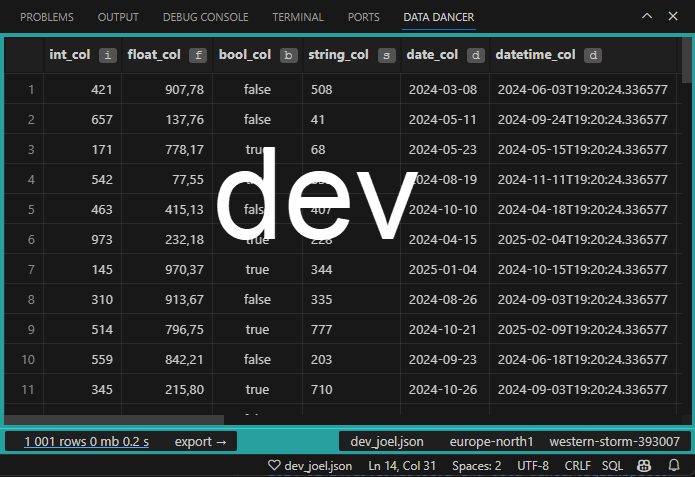 PROBLEMS OUTPUT DEBUG CONSOLE TERMINAL PORTS DATA DANCER
int_col i float_col f bool_col b string_col s date_col d datetime_col d
1 421 907,78 false 508 2024-03-08 2024-06-03T19:20:24.336577
2 657 137,76 false 41 2024-05-11 2024-09-24T19:20:24.336577
3 171 778,17 true 68 2024-05-23 2024-05-15T19:20:24.336577
4 542 77,55 2024-08-19 2024-11-11T19:20:24.336577
dev
5 463 415,13 false 407 2024-10-10 2024-04-18T19:20:24.336577
6 973 232,18 true 228 2024-04-15 2025-02-04T19:20:24.336577
7 145 970,37 true 344 2025-01-04 2024-10-15T19:20:24.336577
8 310 913,67 false 335 2024-08-26 2024-09-03T19:20:24.336577
9 514 796,75 true 777 2024-10-21 2025-02-09T19:20:24.336577
10 559 842,21 false 203 2024-09-23 2024-06-18T19:20:24.336577
11 345 215,80 true 710 2024-10-26 2024-09-03T19:20:24.336577
1 001 rows 0 mb 0.2 s export → dev_joel.json europe-north1 western-storm-393007
dev_joel.json Ln 14, Col 31 Spaces: 2 UTF-8 CRLF SQL